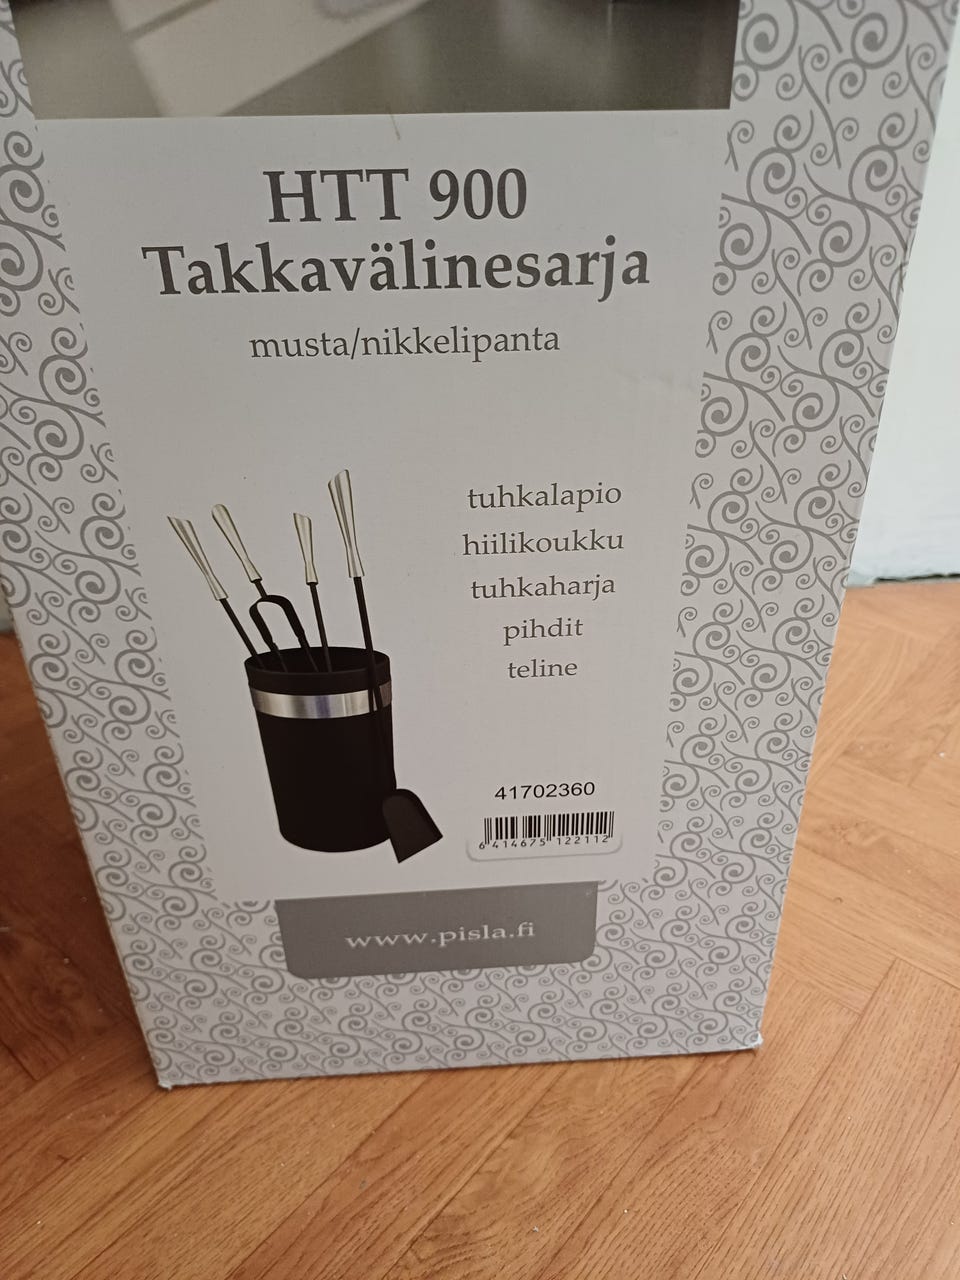 HTT 900
Takkavälinesarja
musta/nikkelipanta
tuhkalapio
hiilikoukku
tuhkaharja
pihdit
teline
41702360
6 414675 122112
www.pisla.fi